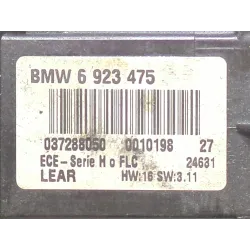 BMW 6 923 475
037288050 0010198 27
ECE-Serie H o FLC 24631
LEAR HW:16 SW:3.11